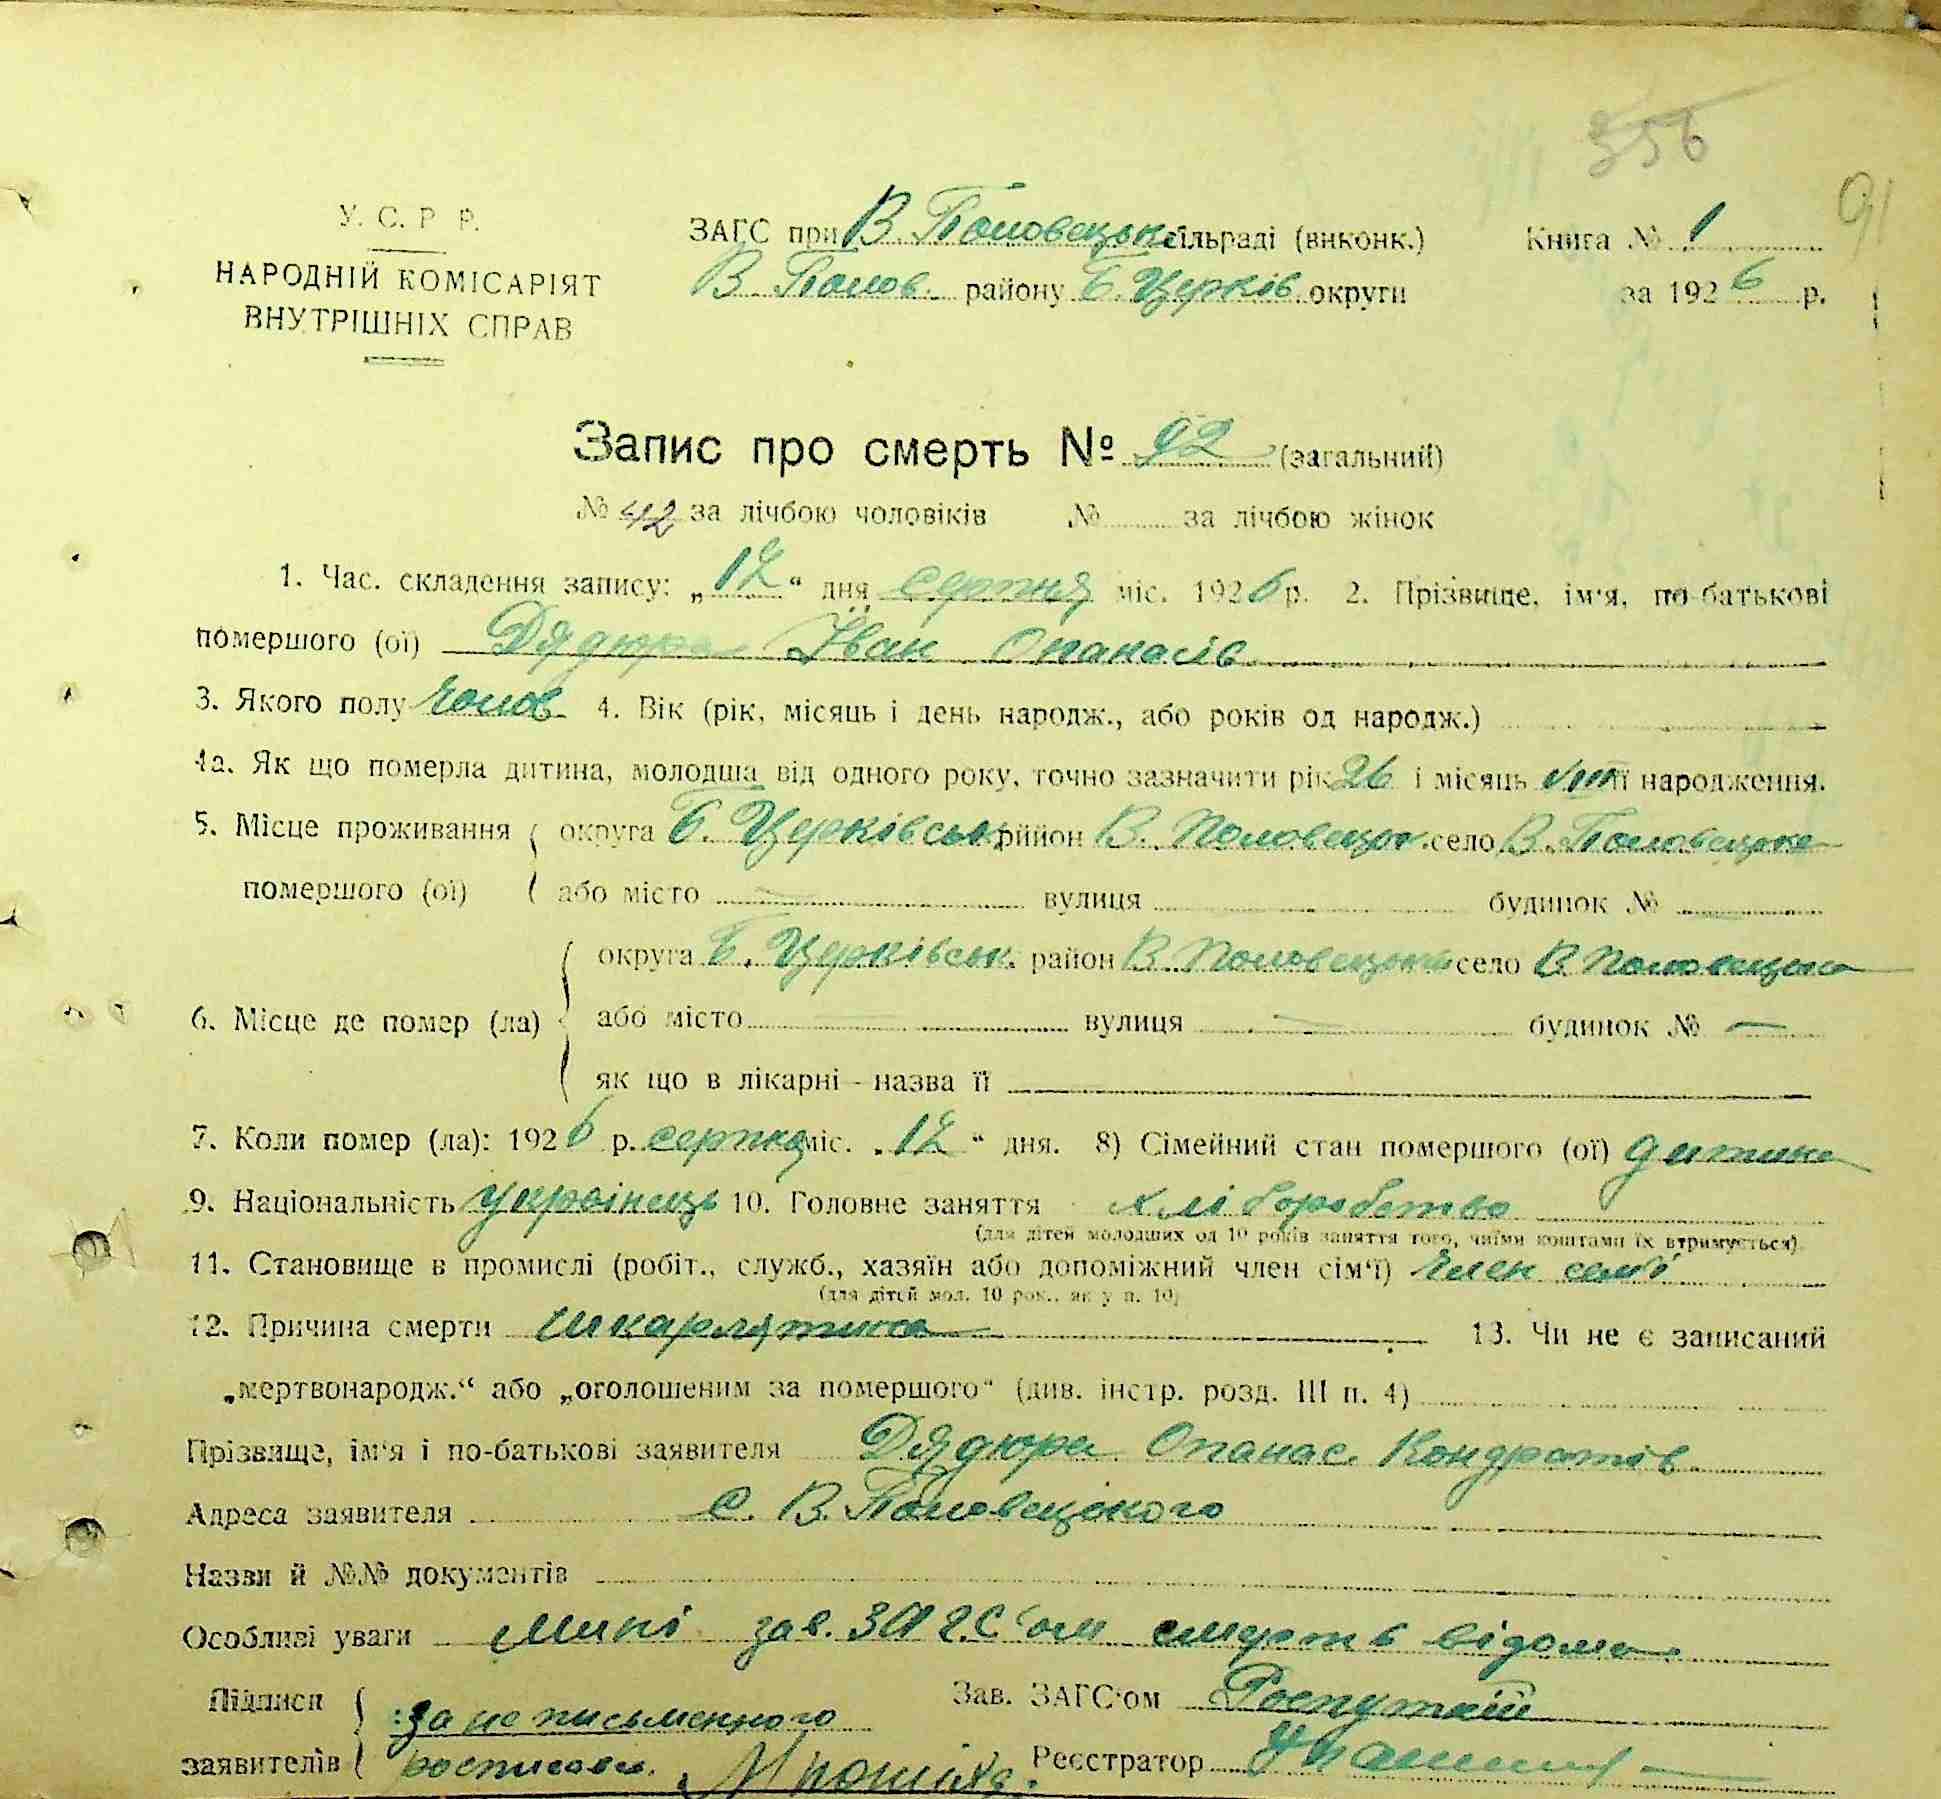 356
91
У. С. Р Р.
НАРОДНІЙ КОМІСАРІЯТ
ВНУТРІШНІХ СПРАВ
ЗАГС при В. Половецьк. сільраді (виконк.) Книга № 1
В. Полов. району Б. Церків. округи за 1926 р.
Запис про смерть № 92 (загальний)
№ 42 за лічбою чоловіків № за лічбою жінок
1. Час. складення запису: „12“ дня серпня міс. 1926 р. 2. Прізвище, ім'я, по-батькові
помершого (ої) Дядюра Іван Опанасів
3. Якого полу чолов. 4. Вік (рік, місяць і день народж., або років од народж.)
4а. Як що померла дитина, молодша від одного року, точно зазначити рік 26 і місяць VIII її народження.
5. Місце проживання округа Б. Церківськ. район В. Половецьк. село В. Половецьке
помершого (ої) або місто — вулиця будинок №
округа Б. Церківськ. район В Половецьк село В. Половецьке
6. Місце де помер (ла) або місто вулиця — будинок № —
як що в лікарні - назва її
7. Коли помер (ла): 1926 р. серпня міс. „12“ дня. 8) Сімейний стан помершого (ої) дитина
9. Національність українець 10. Головне заняття хліборобство
(для дітей молодших од 10 років заняття того, чиїми коштами їх втримується).
11. Становище в промислі (робіт., служб., хазяїн або допоміжний член сім'ї) член сем'ї
(для дітей мол. 10 рок., як у п. 10)
12. Причина смерти шкарлятина 13. Чи не є записаний
„мертвонародж.“ або „оголошеним за помершого“ (див. інстр. розд. III п. 4)
Прізвище, ім'я і по-батькові заявителя Дядюра Опанас Кондратів
Адреса заявителя с. В. Половецького
Назви й №№ документів
Особливі уваги Мині зав. ЗАГС'ом смерть відома
Підписи за не письменного Зав. ЗАГС'ом Роспутній
заявителів росписався Реєстратор